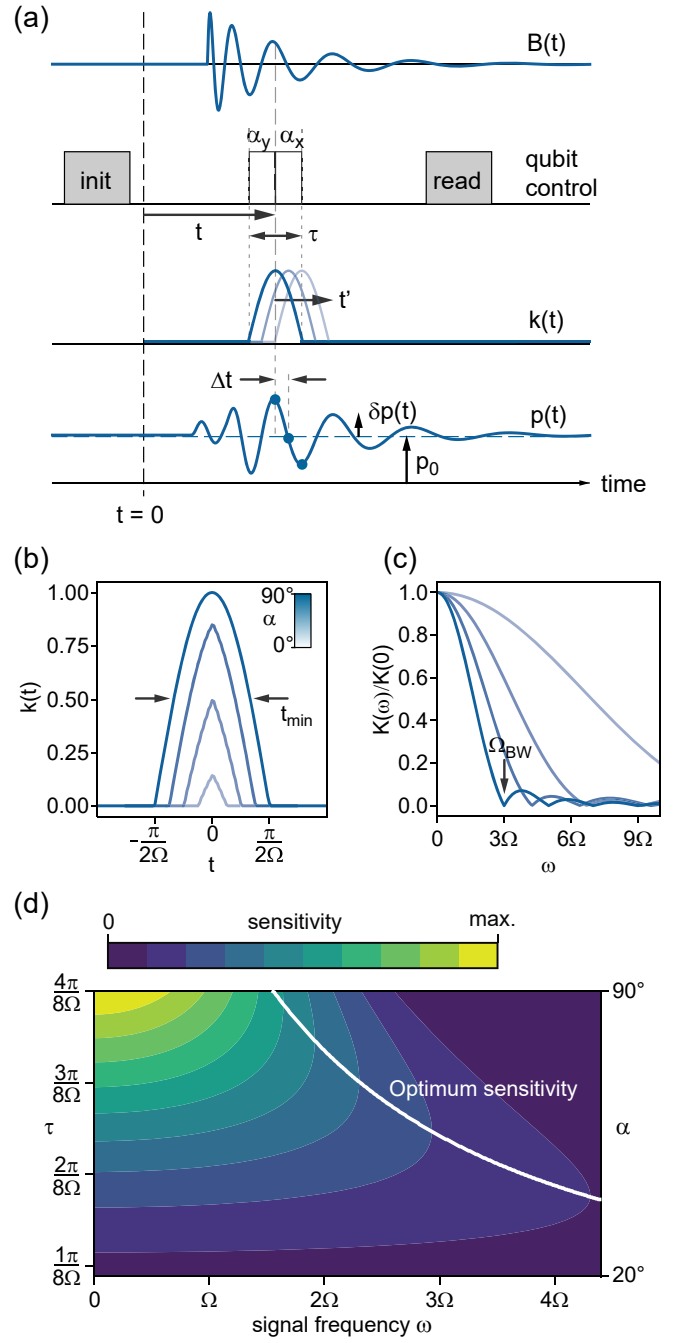 (a)
B(t)
α_y α_x
init
read
qubit
control
t
τ
t'
k(t)
Δt
δp(t)
p(t)
p_0
time
t = 0
(b)
(c)
1.00
0.75
0.50
0.25
0.00
k(t)
90°
α
0°
t_min
-π/2Ω
0
π/2Ω
t
1.0
0.8
0.6
0.4
0.2
0.0
K(ω)/K(0)
Ω_BW
0
3Ω
6Ω
9Ω
ω
(d)
0
sensitivity
max.
4π/8Ω
3π/8Ω
τ
2π/8Ω
1π/8Ω
90°
α
20°
Optimum sensitivity
0
Ω
2Ω
3Ω
4Ω
signal frequency ω